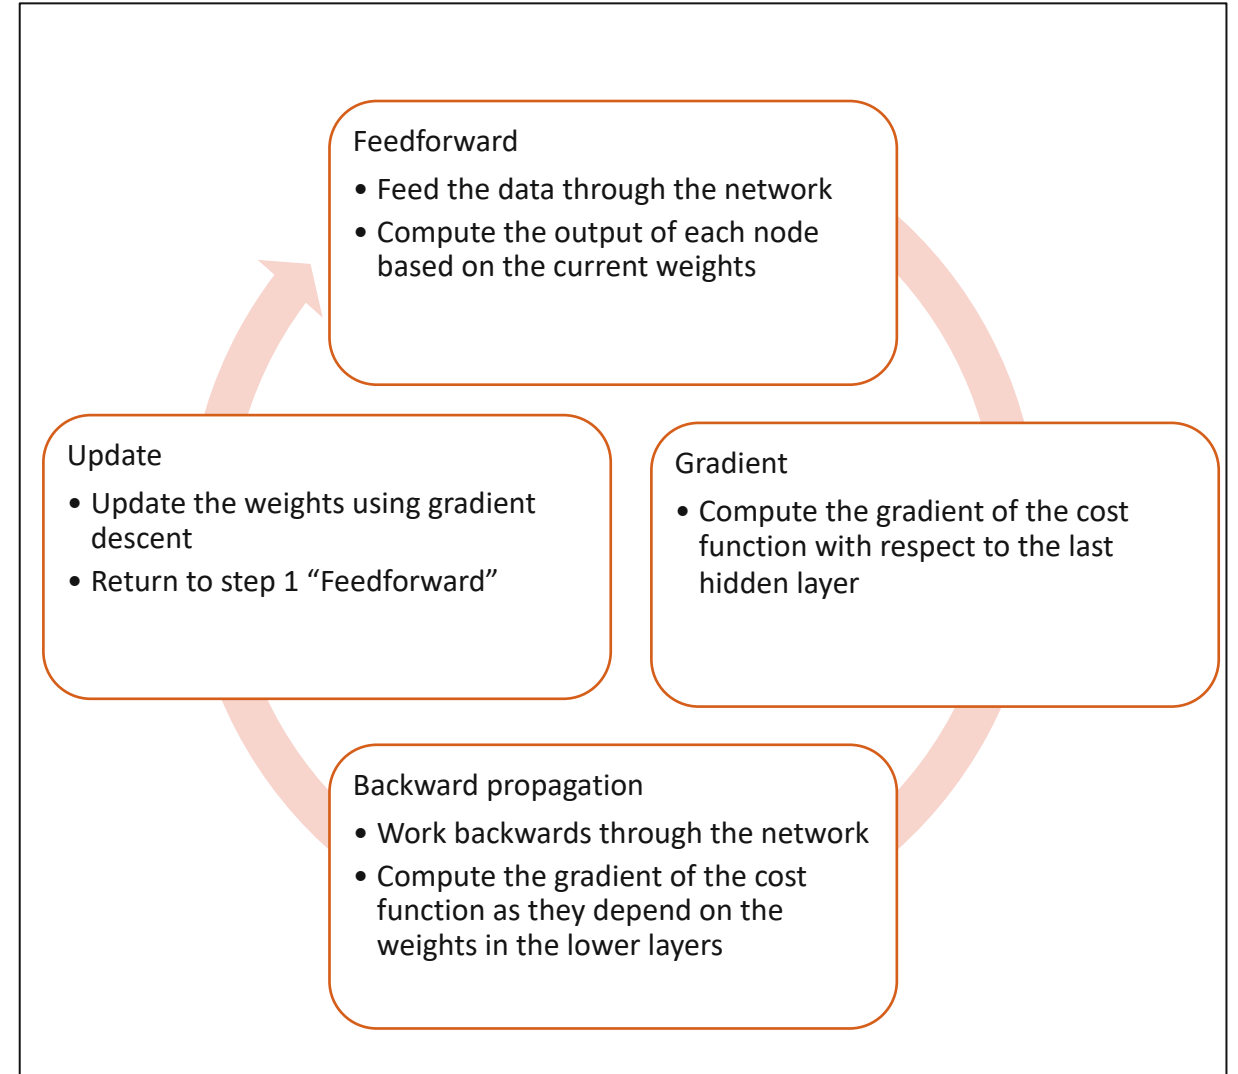 Feedforward
• Feed the data through the network
• Compute the output of each node
based on the current weights
Gradient
• Compute the gradient of the cost
function with respect to the last
hidden layer
Backward propagation
• Work backwards through the network
• Compute the gradient of the cost
function as they depend on the
weights in the lower layers
Update
• Update the weights using gradient
descent
• Return to step 1 “Feedforward”